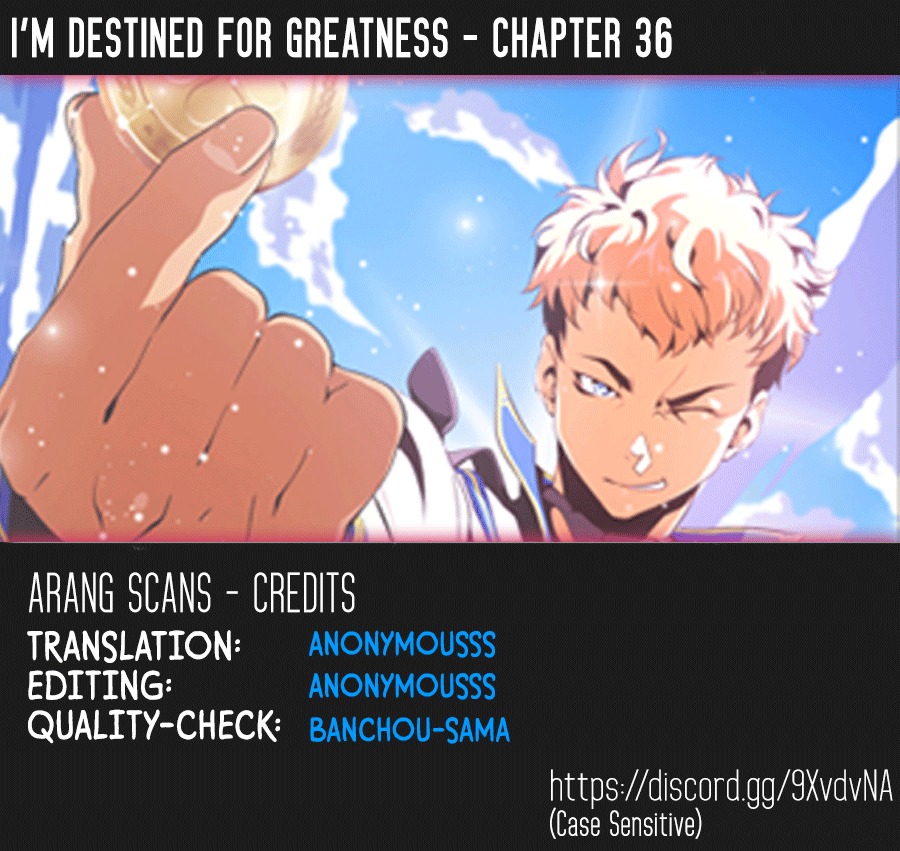 I'M DESTINED FOR GREATNESS - CHAPTER 36
ARANG SCANS - CREDITS
TRANSLATION: ANONYMOUSSS
EDITING: ANONYMOUSSS
QUALITY-CHECK: BANCHOU-SAMA
https://discord.gg/9XvdvNA
(Case Sensitive)